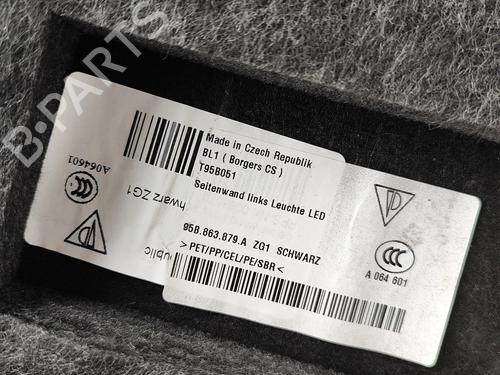 B-PARTS
Made in Czech Republik
BL1 ( Borgers CS )
T95B051
Seitenwand links Leuchte LED
95B.863.879.A ZG1 SCHWARZ
>PET/PP/CEL/PE/SBR<
A 064 601
A064601
hwarz ZG1
public